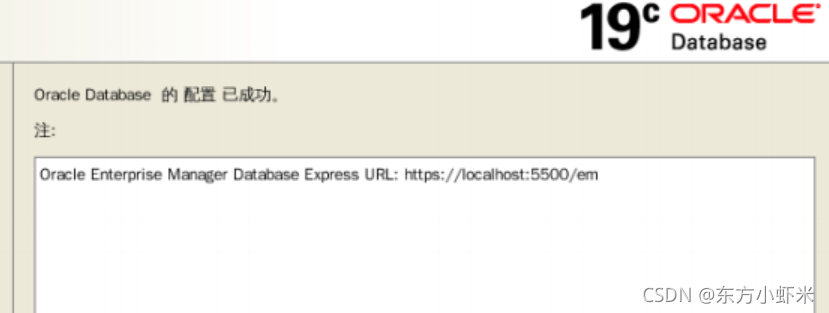 19c ORACLE
Database
Oracle Database 的 配置 已成功。
注:
Oracle Enterprise Manager Database Express URL: https://localhost:5500/em
CSDN @东方小虾米